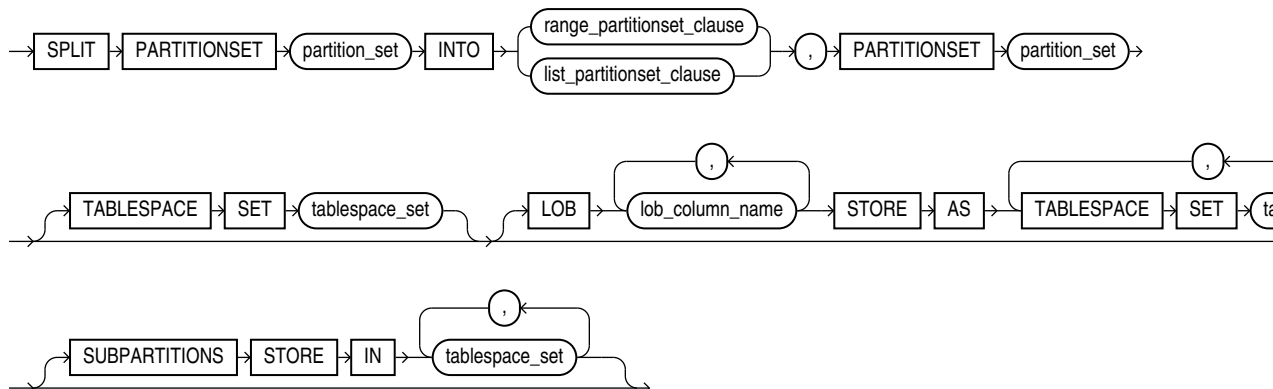 SPLIT PARTITIONSET partition_set INTO range_partitionset_clause list_partitionset_clause , PARTITIONSET partition_set
TABLESPACE SET tablespace_set LOB , lob_column_name STORE AS , TABLESPACE SET
SUBPARTITIONS STORE IN , tablespace_set